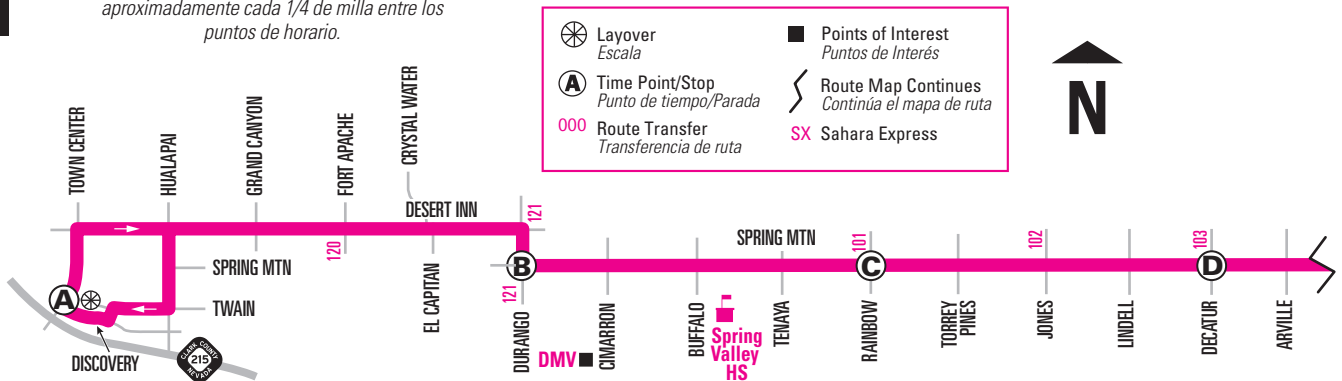 aproximadamente cada 1/4 de milla entre los
puntos de horario.
Layover
Escala
A Time Point/Stop
Punto de tiempo/Parada
000 Route Transfer
Transferencia de ruta
Points of Interest
Puntos de Interés
Route Map Continues
Continúa el mapa de ruta
SX Sahara Express
N
TOWN CENTER
HUALAPAI
GRAND CANYON
FORT APACHE
CRYSTAL WATER
DESERT INN
121
120
EL CAPITAN
SPRING MTN
TWAIN
A
DISCOVERY
CLARK COUNTY
215
NEVADA
B
121
DURANGO
DMV
CIMARRON
BUFFALO
Spring
Valley
HS
TENAYA
SPRING MTN
101
C
RAINBOW
TORREY
PINES
102
JONES
LINDELL
103
D
DECATUR
ARVILLE